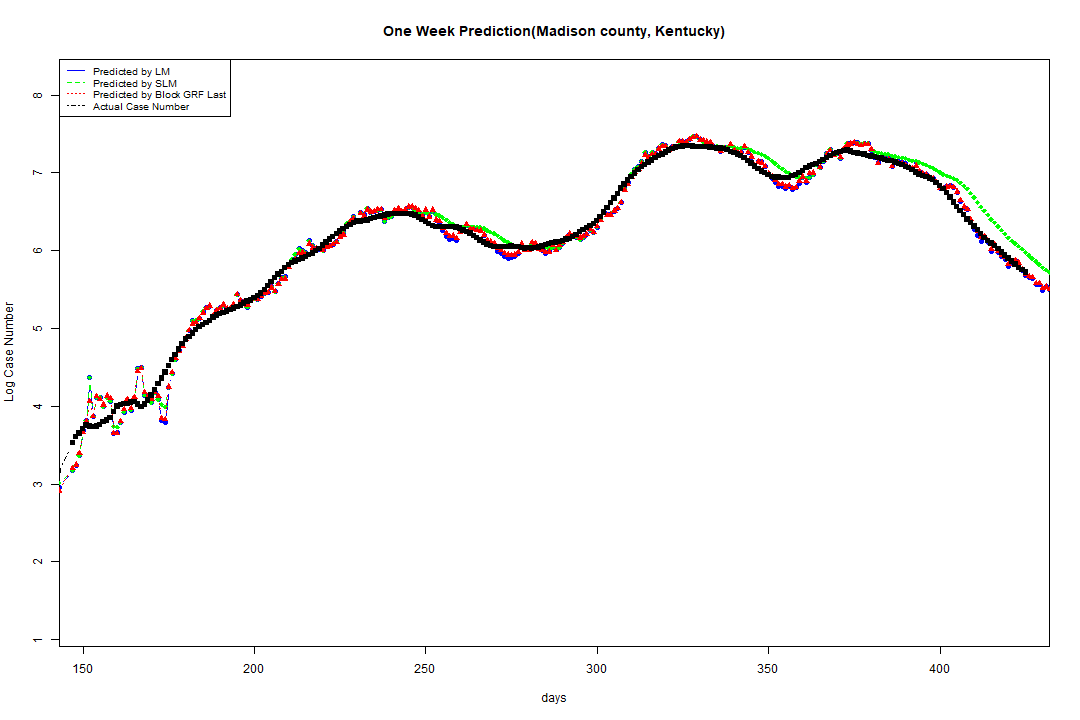 One Week Prediction(Madison county, Kentucky)
Predicted by LM
Predicted by SLM
Predicted by Block GRF Last
Actual Case Number
8
7
6
5
4
3
2
1
Log Case Number
150 200 250 300 350 400
days